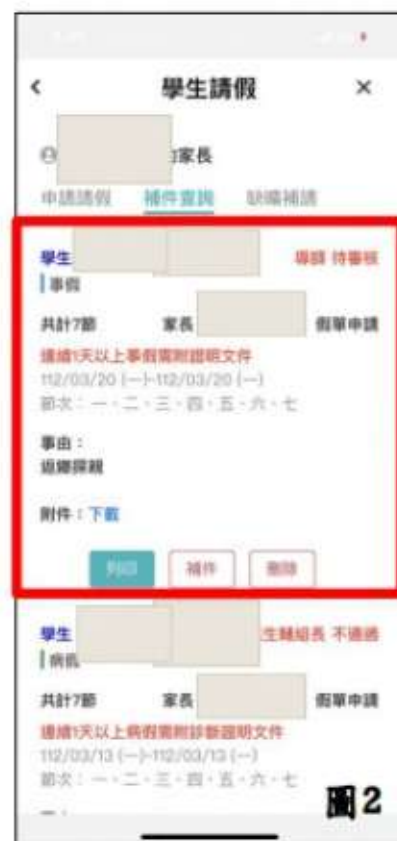 學生請假
家長
申請請假 補件查詢 缺曠補請
學生 導師 待審核
事假
共計7節 家長 假單申請
連續1天以上事假需附證明文件
112/03/20 (一)-112/03/20 (一)
節次：一、二、三、四、五、六、七
事由：
返鄉探親
附件：下載
列印 補件 刪除
學生 生輔組長 不通過
病假
共計7節 家長 假單申請
連續1天以上病假需附診斷證明文件
112/03/13 (一)-112/03/13 (一)
節次：一、二、三、四、五、六、七
圖2